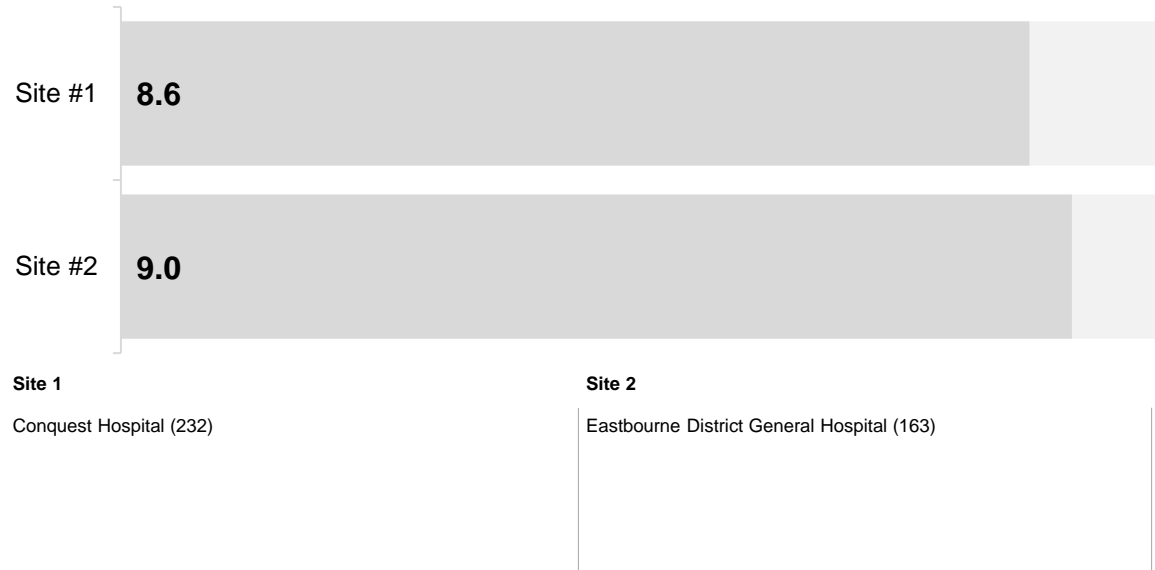 Site #1 8.6
Site #2 9.0
Site 1 Site 2
Conquest Hospital (232) Eastbourne District General Hospital (163)